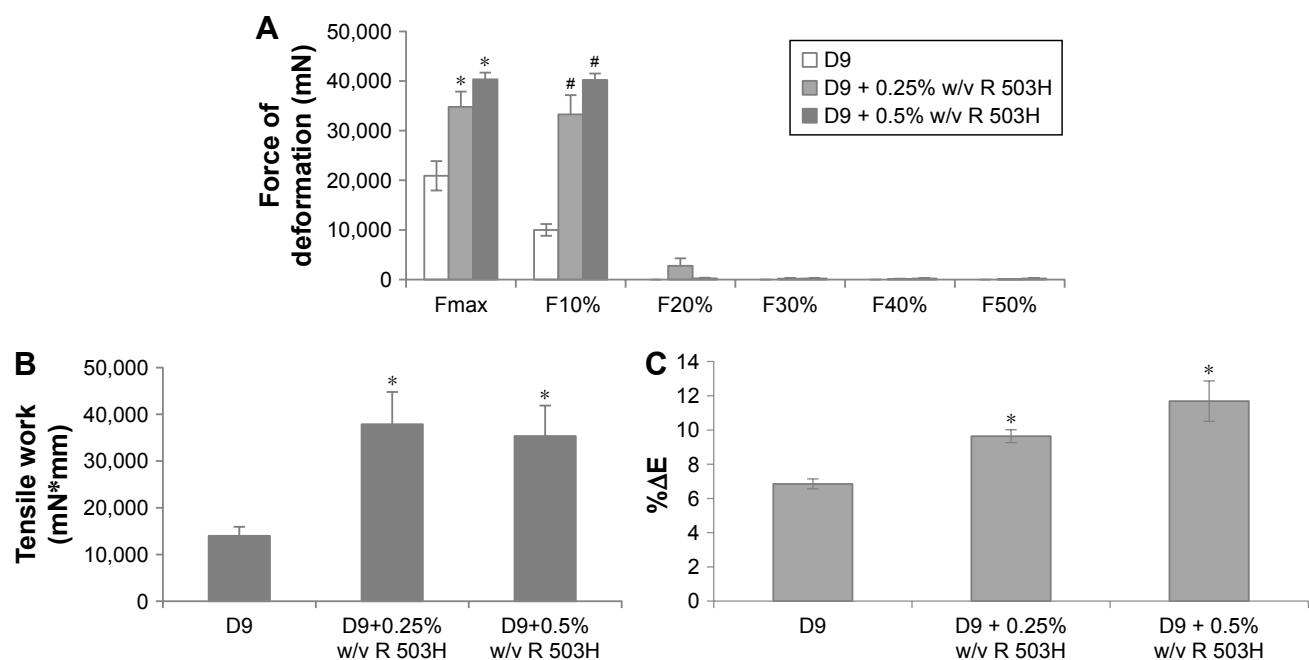 A
Force of
deformation (mN)
50,000
40,000
30,000
20,000
10,000
0
* *
# #
Fmax F10% F20% F30% F40% F50%
D9
D9 + 0.25% w/v R 503H
D9 + 0.5% w/v R 503H
B
Tensile work
(mN*mm)
50,000
40,000
30,000
20,000
10,000
0
* *
D9 D9+0.25% D9+0.5%
w/v R 503H w/v R 503H
C
%ΔE
14
12
10
8
6
4
2
0
* *
D9 D9 + 0.25% D9 + 0.5%
w/v R 503H w/v R 503H